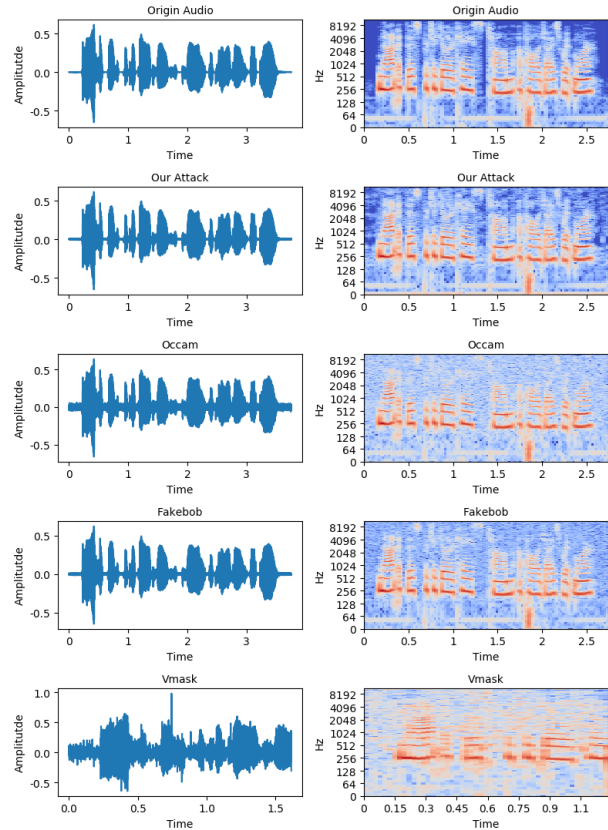 Origin Audio
Amplitutde
0.5
0.0
-0.5
0 1 2 3
Time
Origin Audio
Hz
8192
4096
2048
1024
512
256
128
64
0
0 0.5 1 1.5 2 2.5
Time
Our Attack
Amplitutde
0.5
0.0
-0.5
0 1 2 3
Time
Our Attack
Hz
8192
4096
2048
1024
512
256
128
64
0
0 0.5 1 1.5 2 2.5
Time
Occam
Amplitutde
0.5
0.0
-0.5
0 1 2 3
Time
Occam
Hz
8192
4096
2048
1024
512
256
128
64
0
0 0.5 1 1.5 2 2.5
Time
Fakebob
Amplitutde
0.5
0.0
-0.5
0 1 2 3
Time
Fakebob
Hz
8192
4096
2048
1024
512
256
128
64
0
0 0.5 1 1.5 2 2.5
Time
Vmask
Amplitutde
1.0
0.5
0.0
-0.5
0.0 0.5 1.0 1.5
Time
Vmask
Hz
8192
4096
2048
1024
512
256
128
64
0
0 0.15 0.3 0.45 0.6 0.75 0.9 1.1
Time